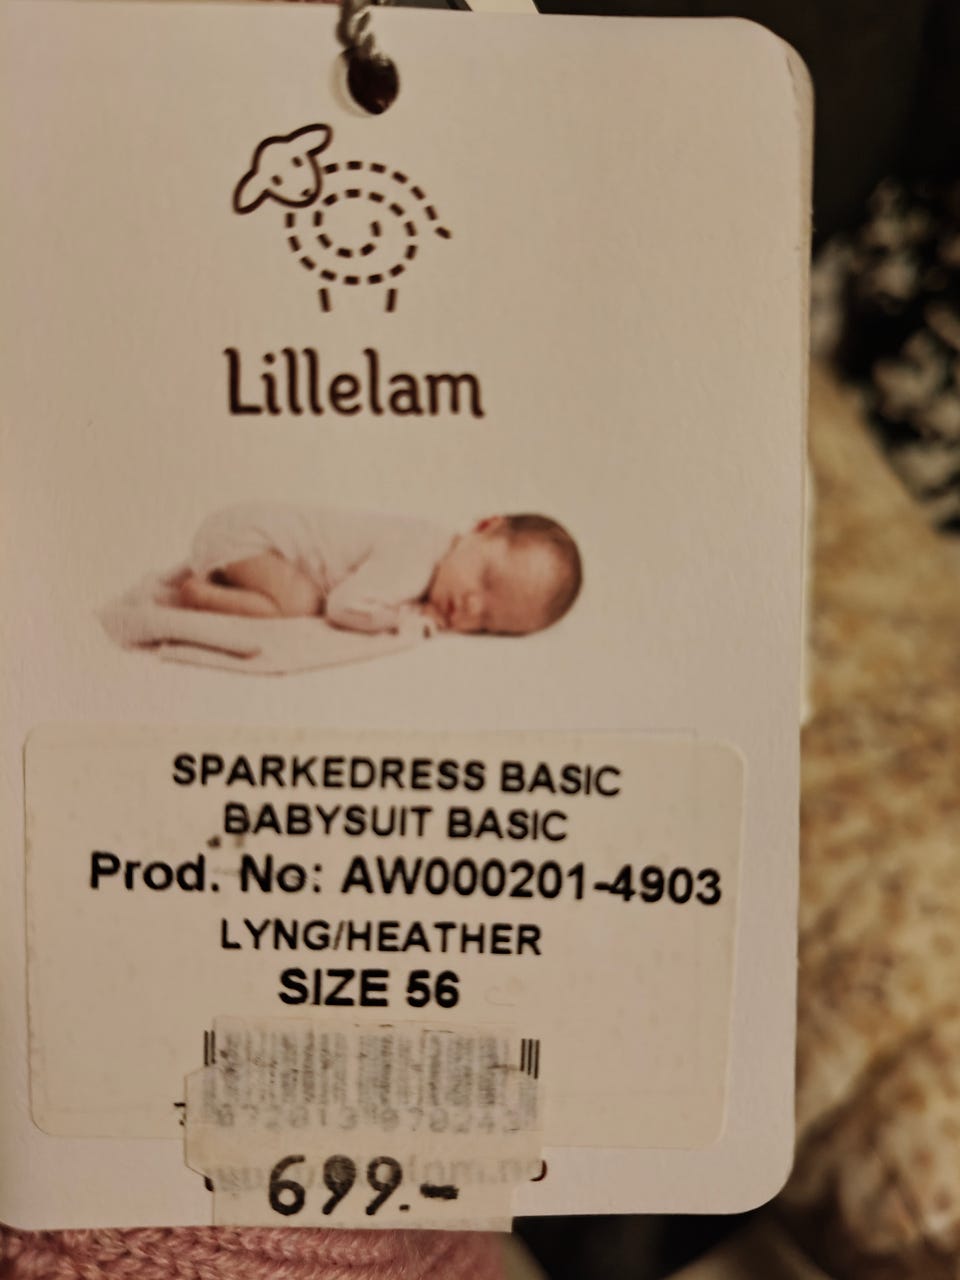 Lillelam
SPARKEDRESS BASIC
BABYSUIT BASIC
Prod. No: AW000201-4903
LYNG/HEATHER
SIZE 56
699.-